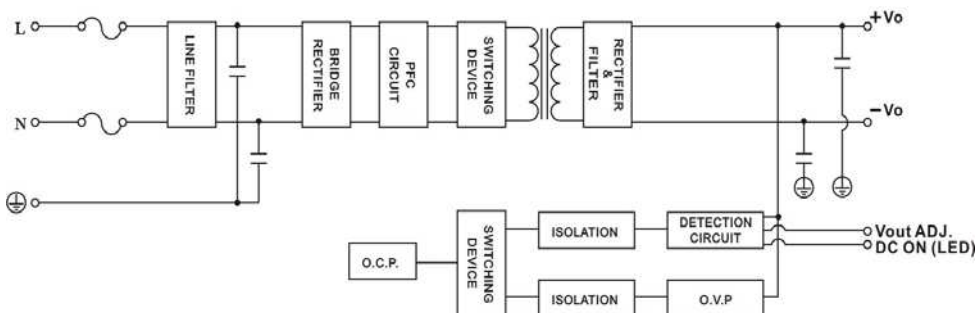 L
N
LINE FILTER
BRIDGE
RECTIFIER
PFC
CIRCUIT
SWITCHING
DEVICE
RECTIFIER
&
FILTER
+Vo
-Vo
O.C.P.
SWITCHING
DEVICE
ISOLATION
DETECTION
CIRCUIT
Vout ADJ.
DC ON (LED)
ISOLATION
O.V.P